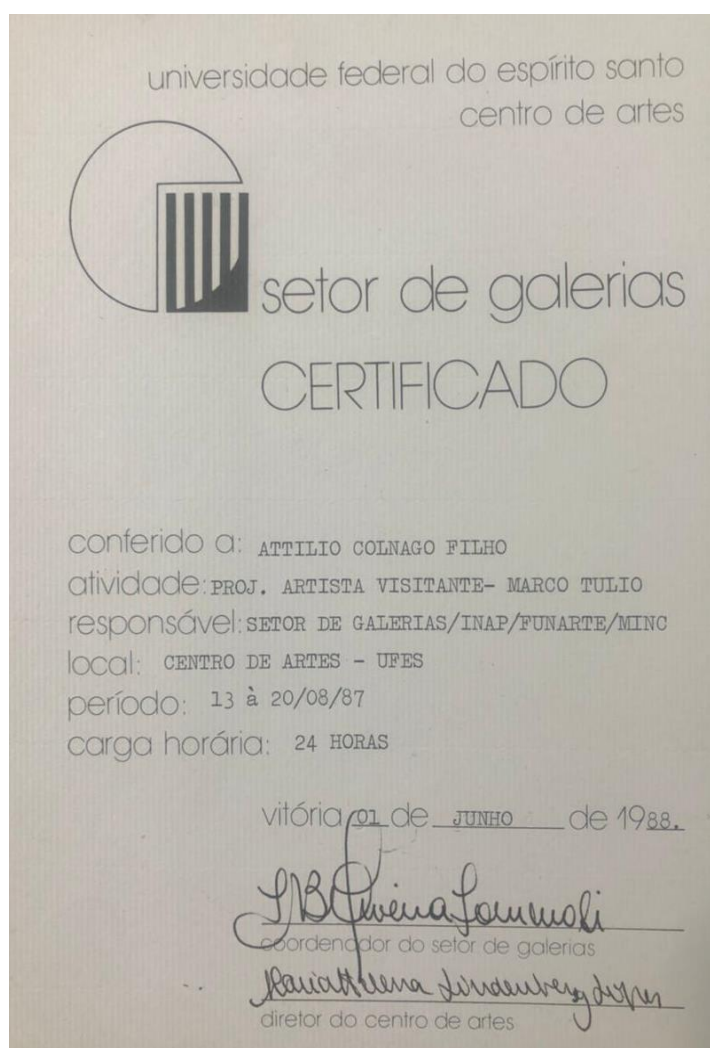 universidade federal do espírito santo
centro de artes
setor de galerias
CERTIFICADO
conferido a: ATTILIO COLNAGO FILHO
atividade: PROJ. ARTISTA VISITANTE- MARCO TULIO
responsável: SETOR DE GALERIAS/INAP/FUNARTE/MINC
local: CENTRO DE ARTES - UFES
período: 13 à 20/08/87
carga horária: 24 HORAS
vitória 01 de JUNHO de 1988.
coordenador do setor de galerias
Lindenberg
diretor do centro de artes